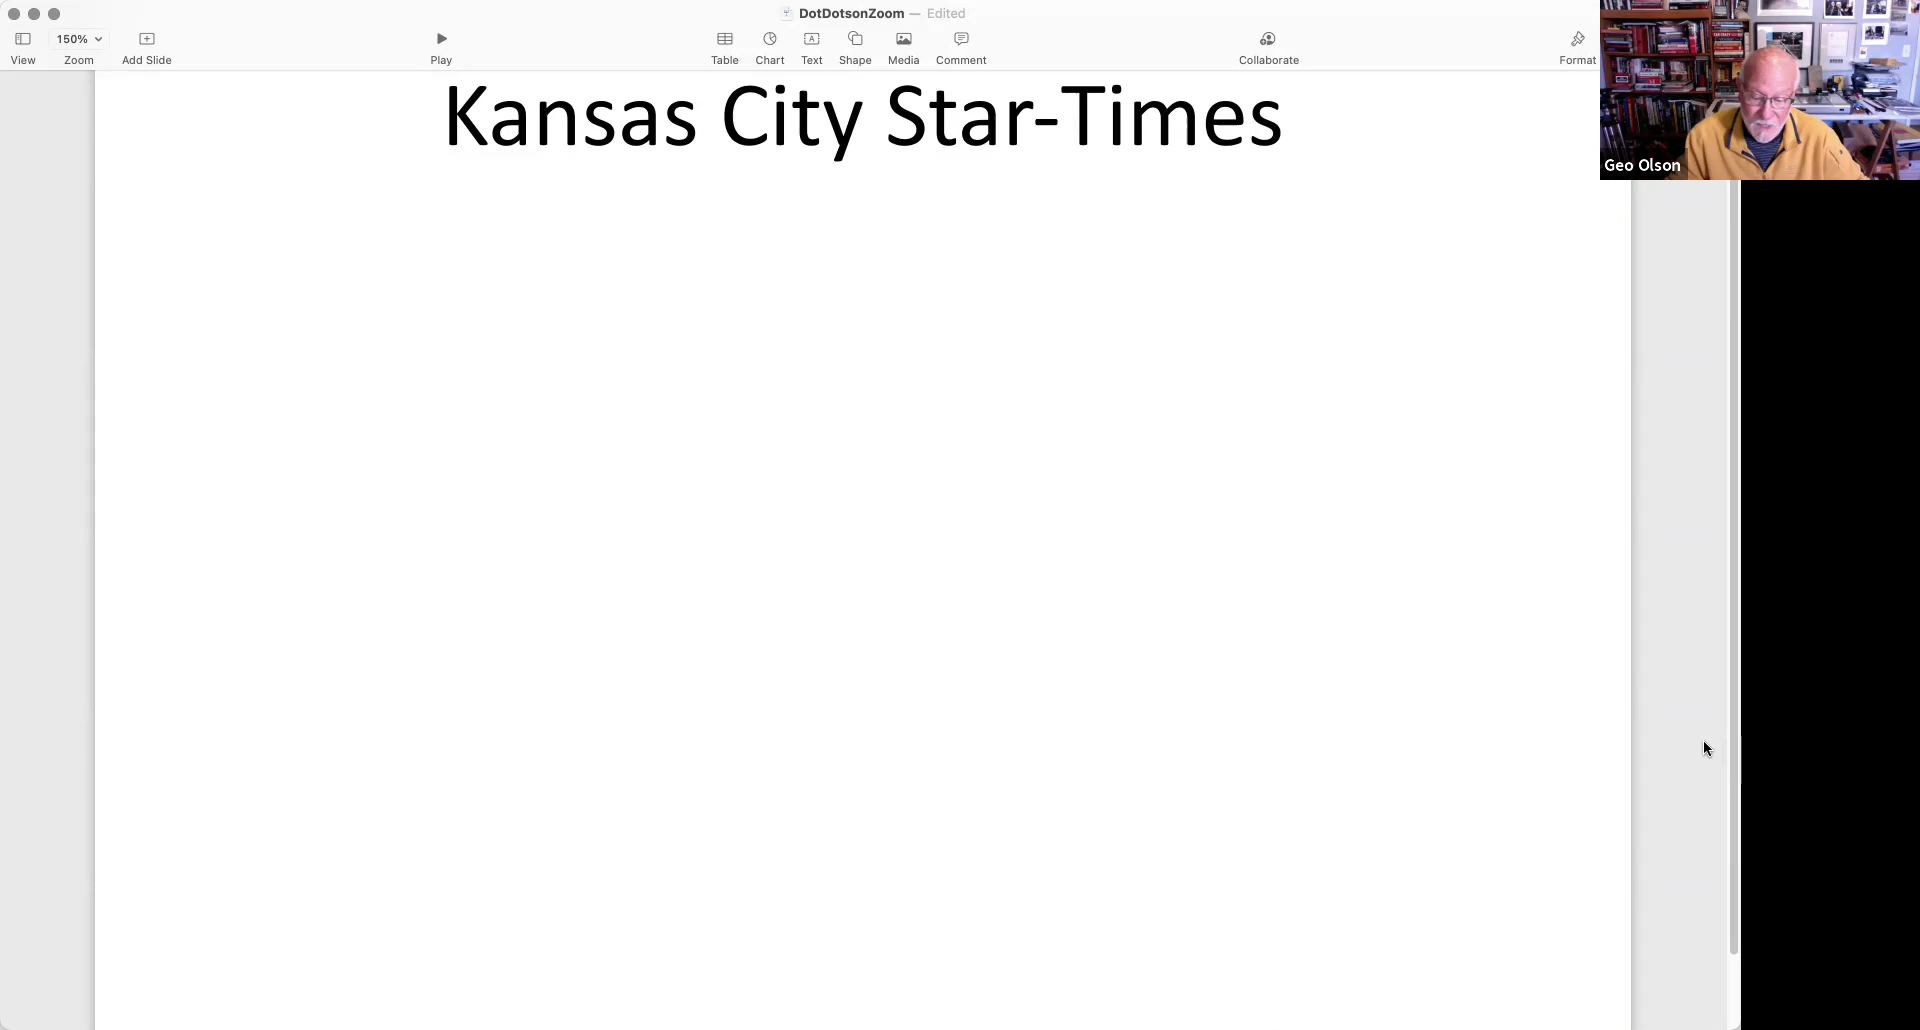 DotDotsonZoom — Edited
150%
View Zoom Add Slide Play Table Chart Text Shape Media Comment Collaborate Format
Kansas City Star-Times
Geo Olson